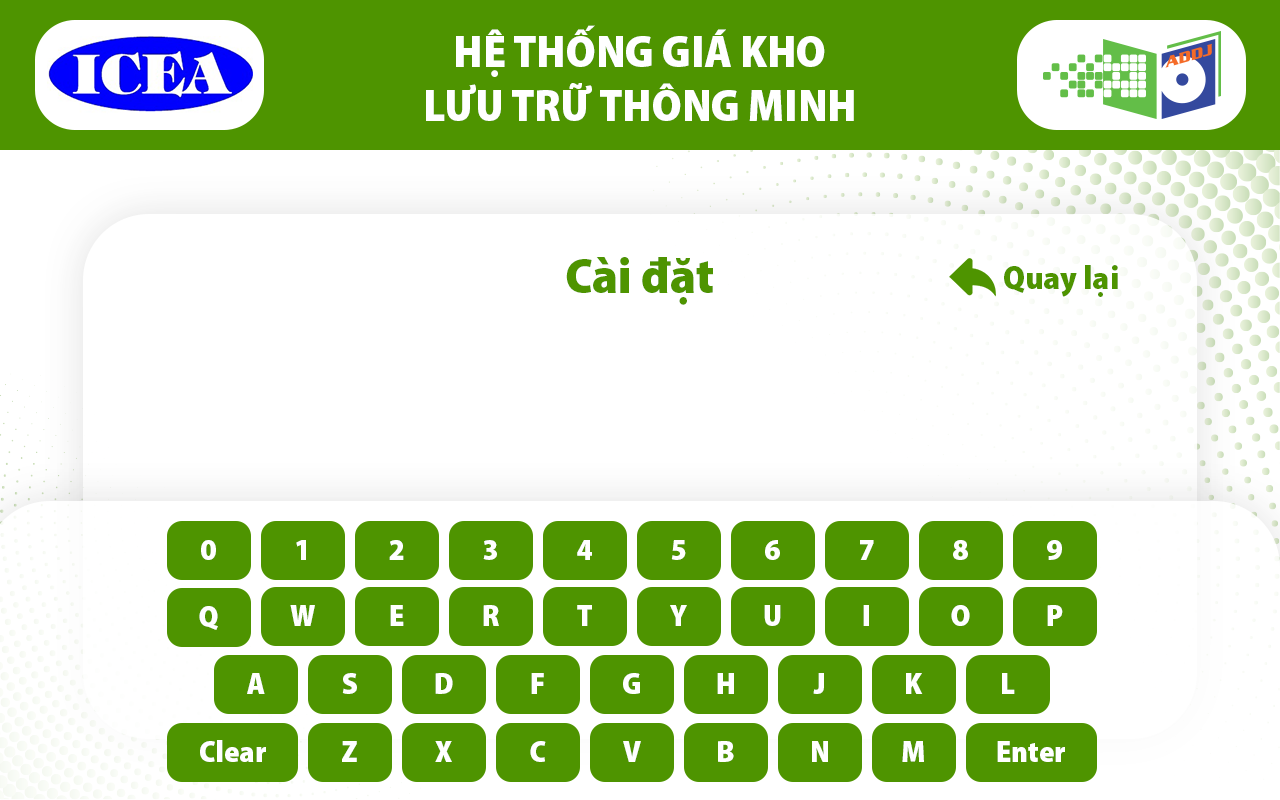 ICEA
HỆ THỐNG GIÁ KHO
LƯU TRỮ THÔNG MINH
ADDJ
Cài đặt
Quay lại
0 1 2 3 4 5 6 7 8 9
Q W E R T Y U I O P
A S D F G H J K L
Clear Z X C V B N M Enter